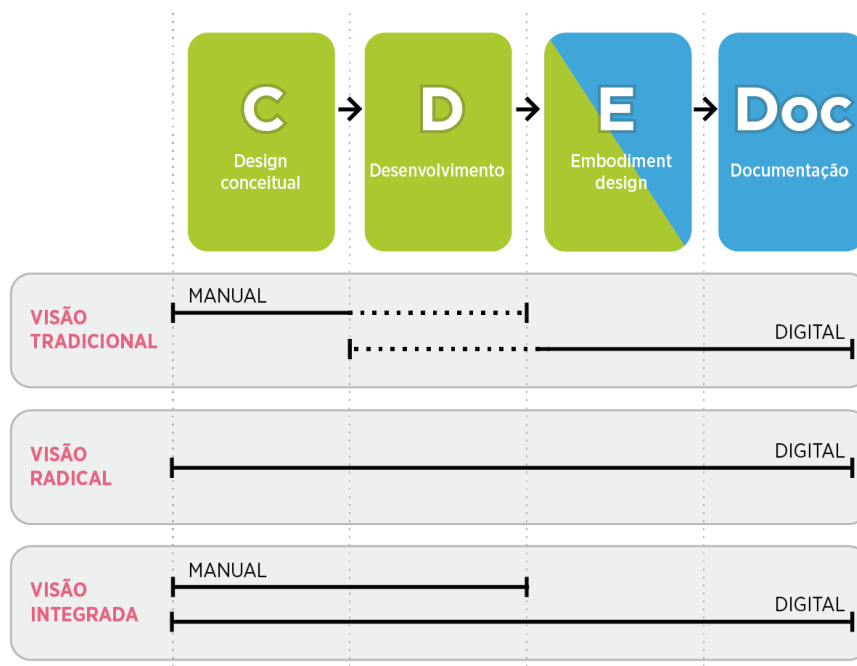 C
Design
conceitual
D
Desenvolvimento
E
Embodiment
design
Doc
Documentação
VISÃO
TRADICIONAL
MANUAL
DIGITAL
VISÃO
RADICAL
DIGITAL
VISÃO
INTEGRADA
MANUAL
DIGITAL